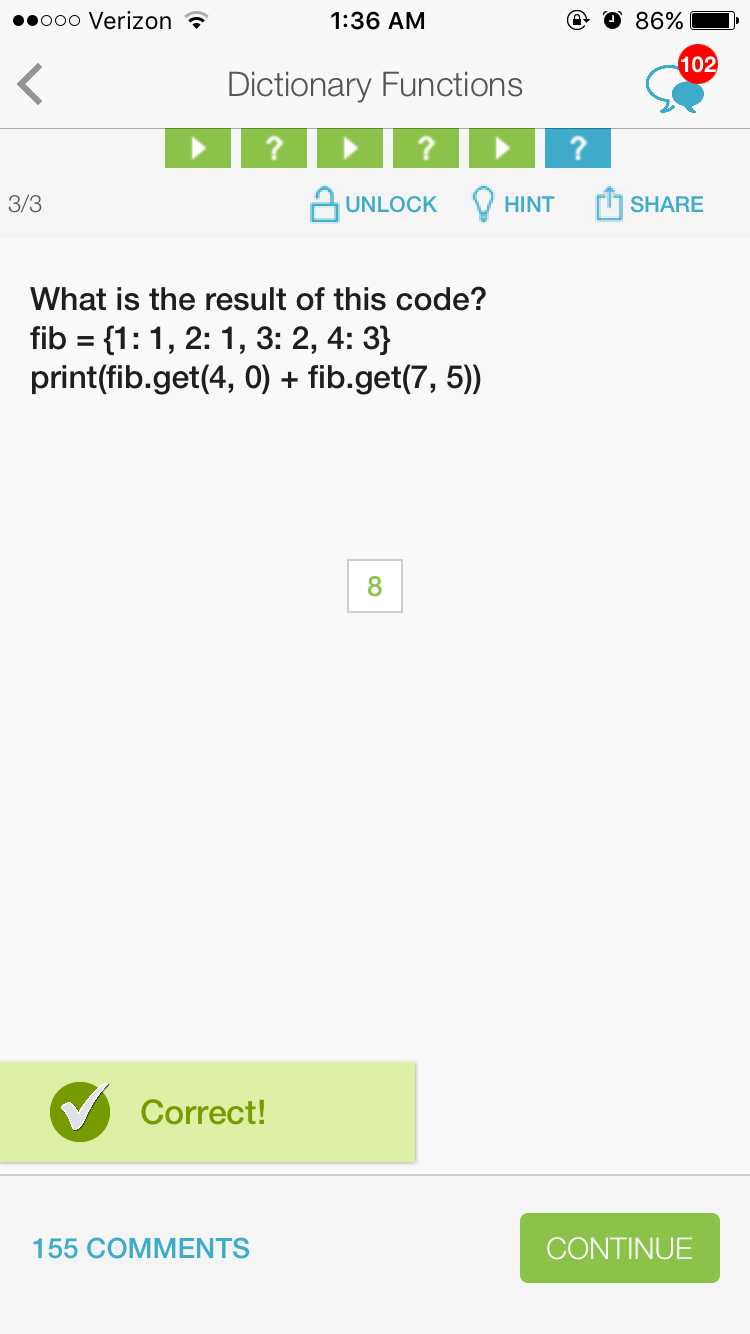 Verizon 1:36 AM 86%
Dictionary Functions 102
? ? ?
3/3 UNLOCK HINT SHARE
What is the result of this code?
fib = {1: 1, 2: 1, 3: 2, 4: 3}
print(fib.get(4, 0) + fib.get(7, 5))
8
Correct!
155 COMMENTS CONTINUE